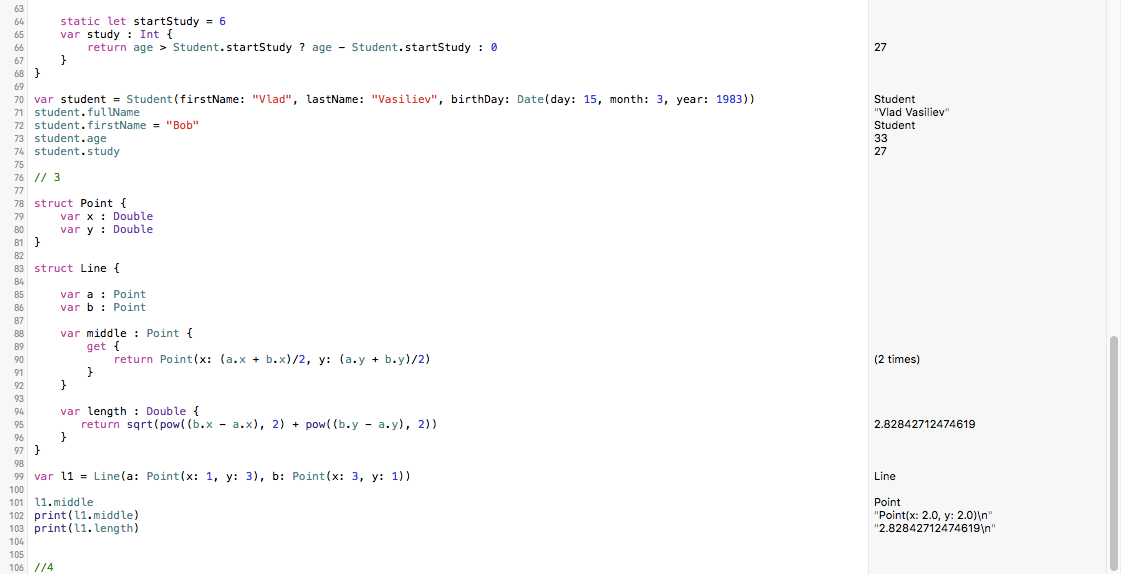 63
64 static let startStudy = 6
65 var study : Int {
66 return age > Student.startStudy ? age - Student.startStudy : 0 27
67 }
68 }
69
70 var student = Student(firstName: "Vlad", lastName: "Vasiliev", birthDay: Date(day: 15, month: 3, year: 1983)) Student
71 student.fullName "Vlad Vasiliev"
72 student.firstName = "Bob" Student
73 student.age 33
74 student.study 27
75
76 // 3
77
78 struct Point {
79 var x : Double
80 var y : Double
81 }
82
83 struct Line {
84
85 var a : Point
86 var b : Point
87
88 var middle : Point {
89 get {
90 return Point(x: (a.x + b.x)/2, y: (a.y + b.y)/2) (2 times)
91 }
92 }
93
94 var length : Double {
95 return sqrt(pow((b.x - a.x), 2) + pow((b.y - a.y), 2)) 2.82842712474619
96 }
97 }
98
99 var l1 = Line(a: Point(x: 1, y: 3), b: Point(x: 3, y: 1)) Line
100
101 l1.middle Point
102 print(l1.middle) "Point(x: 2.0, y: 2.0)\n"
103 print(l1.length) "2.82842712474619\n"
104
105
106 //4